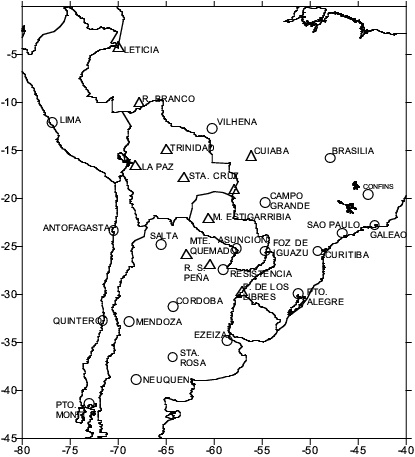 -5
-10
-15
-20
-25
-30
-35
-40
-45
LETICIA
R. BRANCO
LIMA
VILHENA
TRINIDAD
CUIABA
BRASILIA
LA PAZ
STA. CRUZ
CONFINS
CAMPO
GRANDE
M. ESTIGARRIBIA
SAO PAULO
GALEAO
ANTOFAGASTA
SALTA
MTE.
QUEMADO
ASUNCION
FOZ DE
IGUAZU
CURITIBA
R. S.
PEÑA
RESISTENCIA
P. DE LOS
LIBRES
PTO.
ALEGRE
CORDOBA
QUINTERO
MENDOZA
EZEIZA
STA.
ROSA
NEUQUEN
PTO.
MONTT
-80 -75 -70 -65 -60 -55 -50 -45 -40